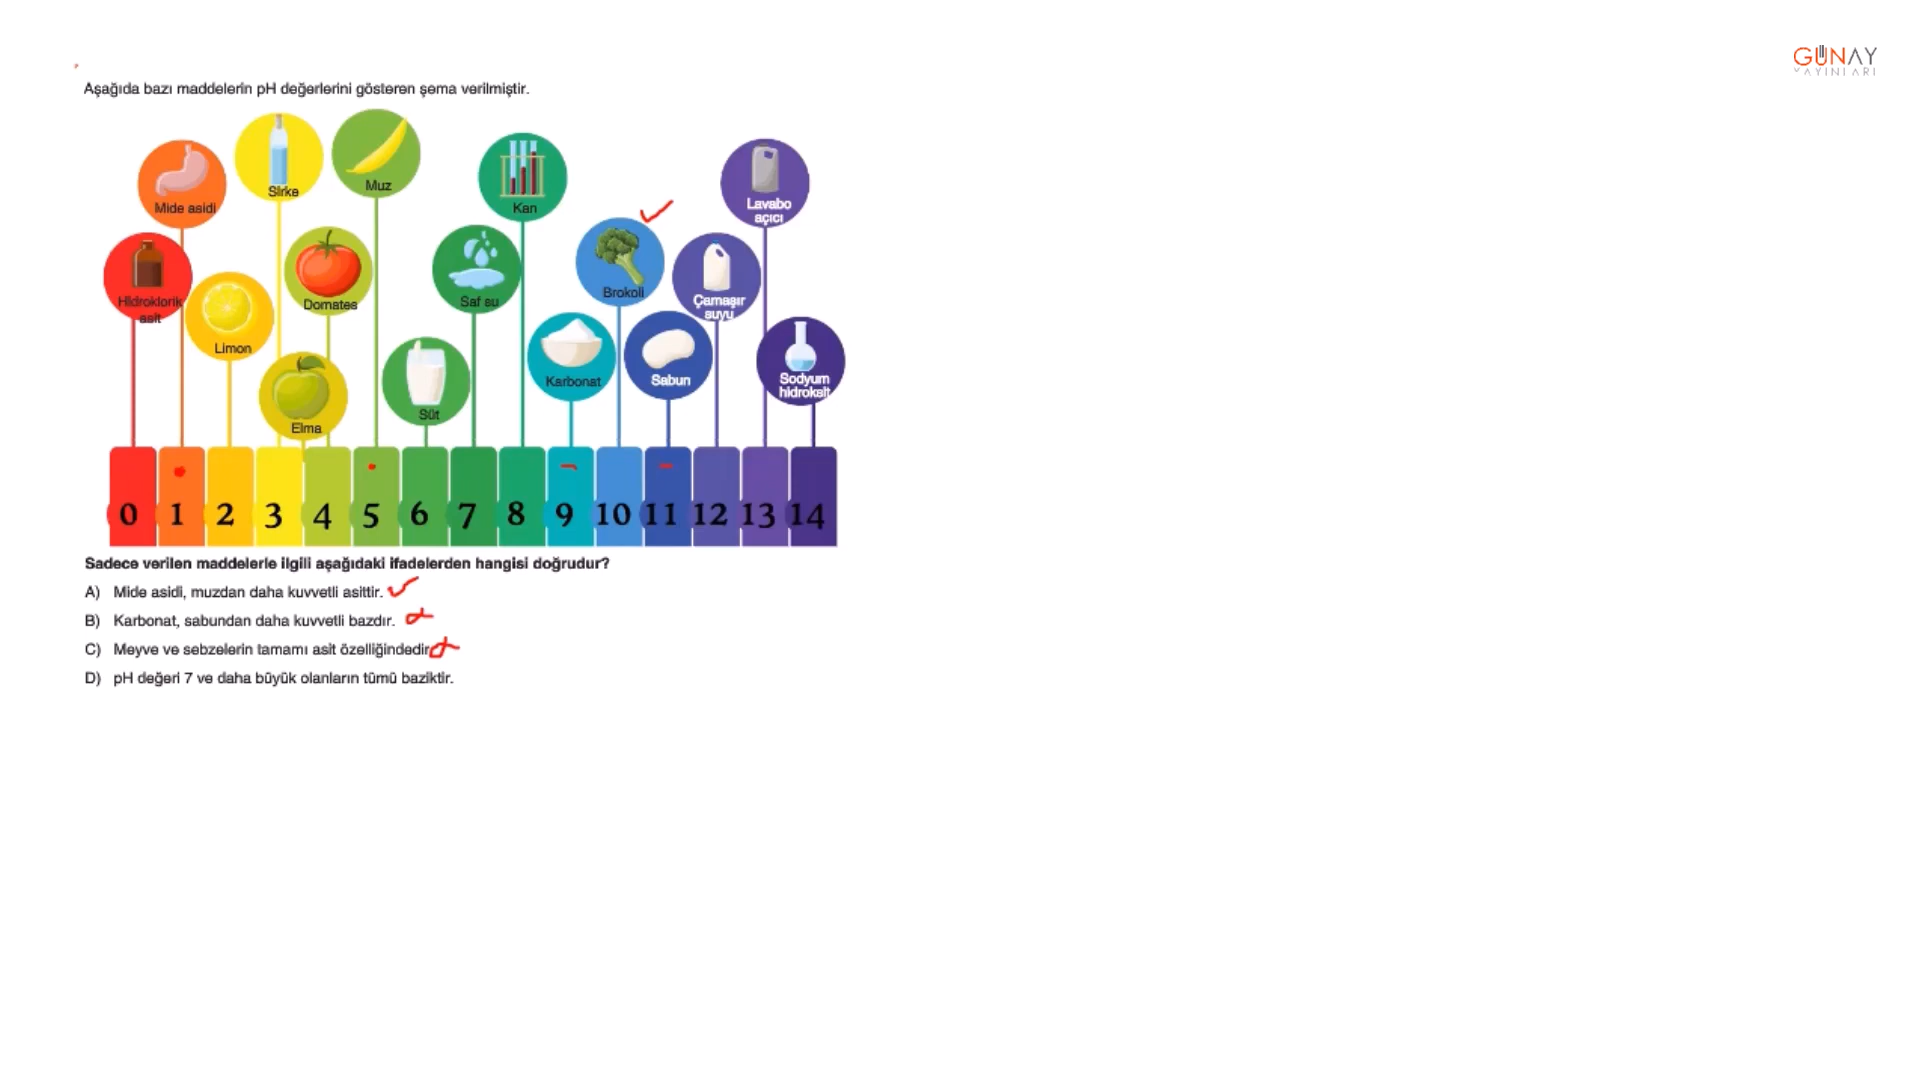 GÜNAY
YAYINLARI
Aşağıda bazı maddelerin pH değerlerini gösteren şema verilmiştir.
Mide asidi
Sirke
Muz
Kan
Lavabo
açıcı
Hidroklorik
asit
Limon
Domates
Elma
Süt
Saf su
Karbonat
Brokoli
Sabun
Çamaşır
suyu
Sodyum
hidroksit
0 1 2 3 4 5 6 7 8 9 10 11 12 13 14
Sadece verilen maddelerle ilgili aşağıdaki ifadelerden hangisi doğrudur?
A) Mide asidi, muzdan daha kuvvetli asittir.
B) Karbonat, sabundan daha kuvvetli bazdır.
C) Meyve ve sebzelerin tamamı asit özelliğindedir
D) pH değeri 7 ve daha büyük olanların tümü baziktir.